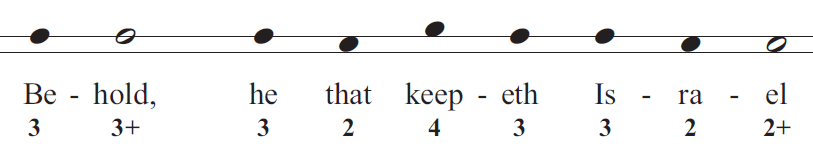 Be - hold, he that keep - eth Is - ra - el
3 3+ 3 2 4 3 3 2 2+